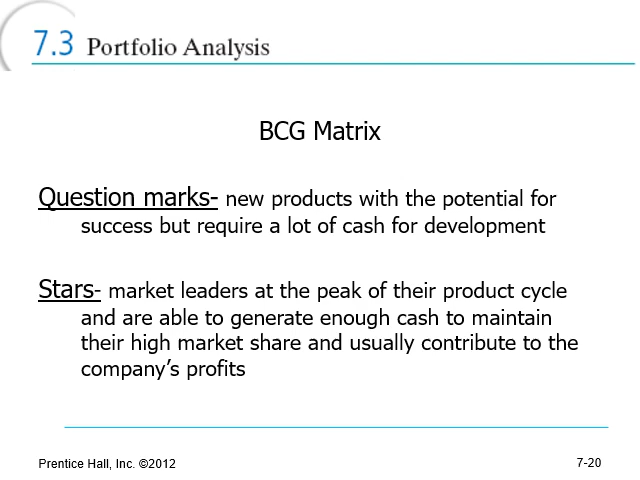 7.3 Portfolio Analysis
BCG Matrix
Question marks- new products with the potential for
success but require a lot of cash for development
Stars- market leaders at the peak of their product cycle
and are able to generate enough cash to maintain
their high market share and usually contribute to the
company’s profits
Prentice Hall, Inc. ©2012
7-20